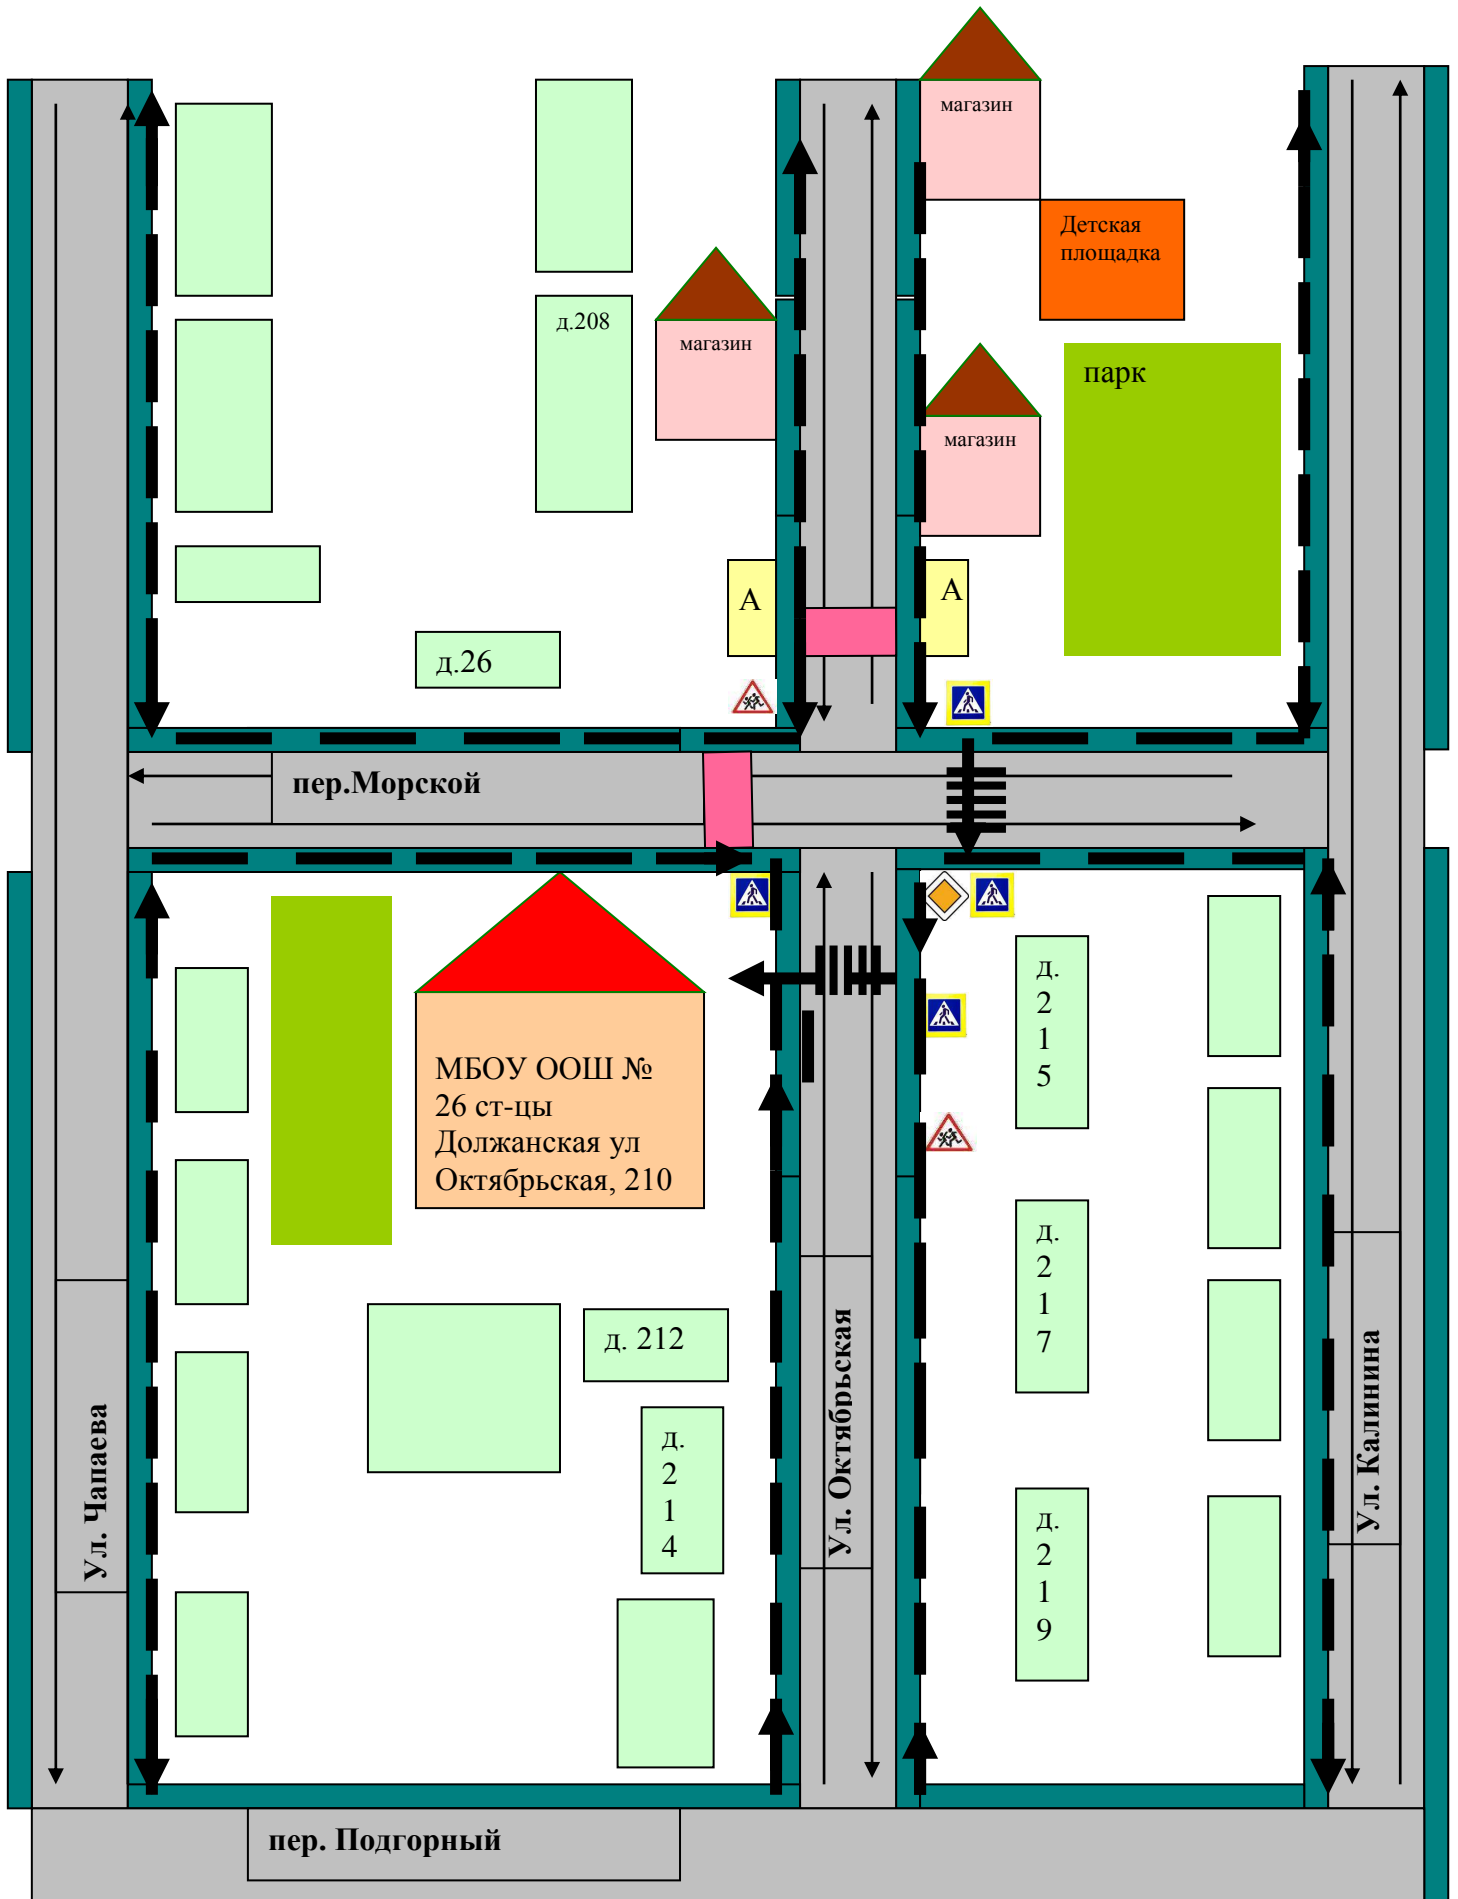 магазин
Детская
площадка
д.208
магазин
парк
магазин
А
А
д.26
пер.Морской
д.
2
1
5
МБОУ ООШ №
26 ст-цы
Должанская ул
Октябрьская, 210
д.
2
1
7
д. 212
Ул. Чапаева
Ул. Октябрьская
Ул. Калинина
д.
2
1
4
д.
2
1
9
пер. Подгорный